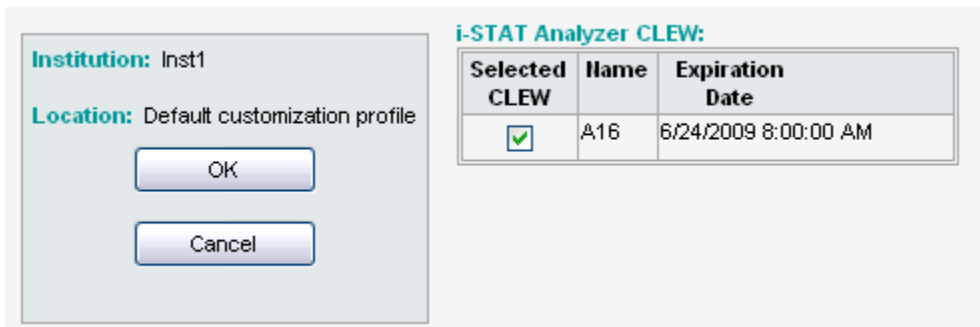 Institution: Inst1
Location: Default customization profile
OK
Cancel
i-STAT Analyzer CLEW:
Selected CLEW Name Expiration Date
A16 6/24/2009 8:00:00 AM